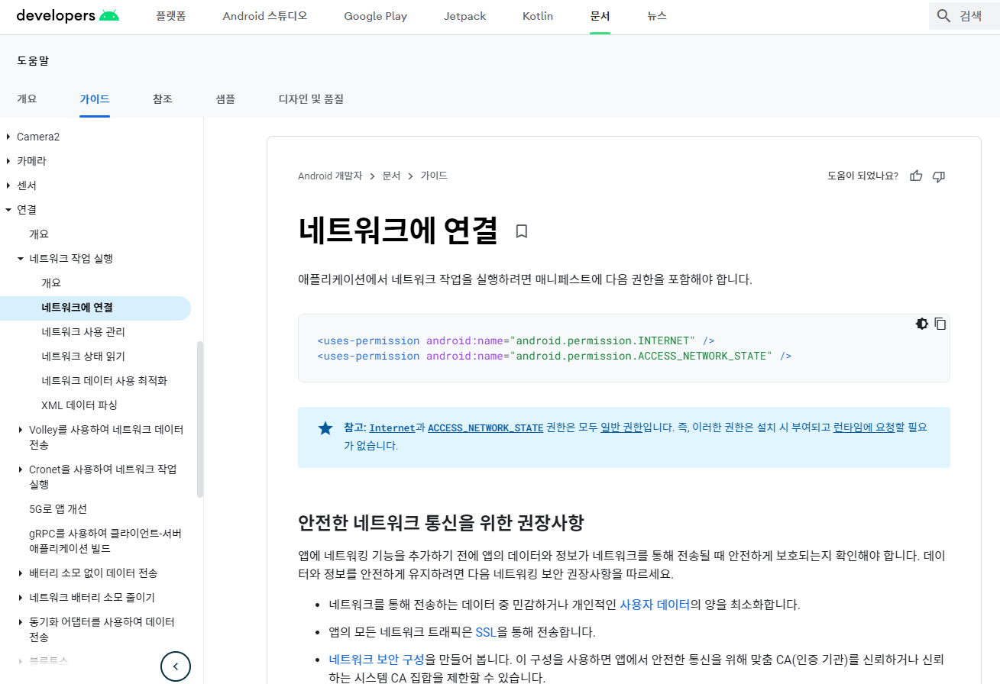 developers 플랫폼 Android 스튜디오 Google Play Jetpack Kotlin 문서 뉴스 검색
도움말
개요 가이드 참조 샘플 디자인 및 품질
Camera2
카메라
센서
연결
개요
네트워크 작업 실행
개요
네트워크에 연결
네트워크 사용 관리
네트워크 상태 읽기
네트워크 데이터 사용 최적화
XML 데이터 파싱
Volley를 사용하여 네트워크 데이터
전송
Cronet을 사용하여 네트워크 작업
실행
5G로 앱 개선
gRPC를 사용하여 클라이언트-서버
애플리케이션 빌드
배터리 소모 없이 데이터 전송
네트워크 배터리 소모 줄이기
동기화 어댑터를 사용하여 데이터
전송
블루투스
Android 개발자 문서 가이드 도움이 되었나요?
네트워크에 연결
애플리케이션에서 네트워크 작업을 실행하려면 매니페스트에 다음 권한을 포함해야 합니다.
<uses-permission android:name="android.permission.INTERNET" />
<uses-permission android:name="android.permission.ACCESS_NETWORK_STATE" />
참고: Internet과 ACCESS_NETWORK_STATE 권한은 모두 일반 권한입니다. 즉, 이러한 권한은 설치 시 부여되고 런타임에 요청할 필요
가 없습니다.
안전한 네트워크 통신을 위한 권장사항
앱에 네트워킹 기능을 추가하기 전에 앱의 데이터와 정보가 네트워크를 통해 전송될 때 안전하게 보호되는지 확인해야 합니다. 데이
터와 정보를 안전하게 유지하려면 다음 네트워킹 보안 권장사항을 따르세요.
• 네트워크를 통해 전송하는 데이터 중 민감하거나 개인적인 사용자 데이터의 양을 최소화합니다.
• 앱의 모든 네트워크 트래픽은 SSL을 통해 전송합니다.
• 네트워크 보안 구성을 만들어 봅니다. 이 구성을 사용하면 앱에서 안전한 통신을 위해 맞춤 CA(인증 기관)를 신뢰하거나 신뢰
하는 시스템 CA 집합을 제한할 수 있습니다.